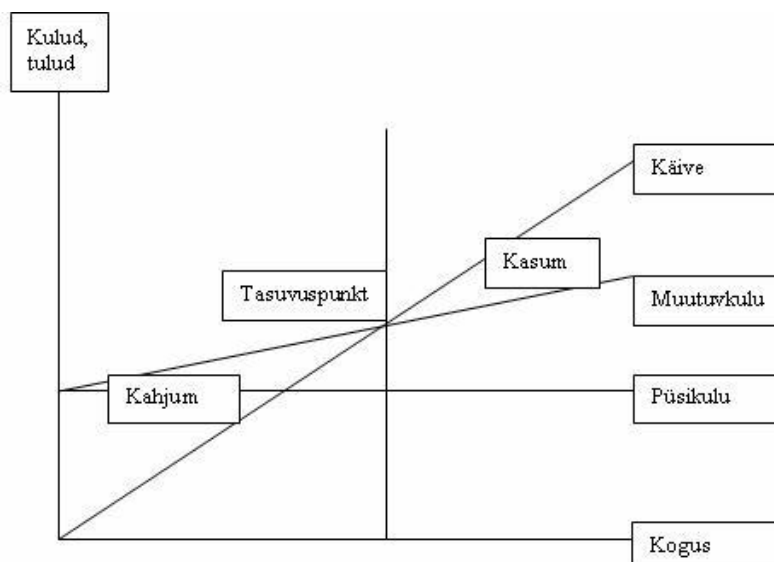 Kulud,
tulud
Käive
Kasum
Tasuvuspunkt
Muutuvkulu
Kahjum
Püsikulu
Kogus